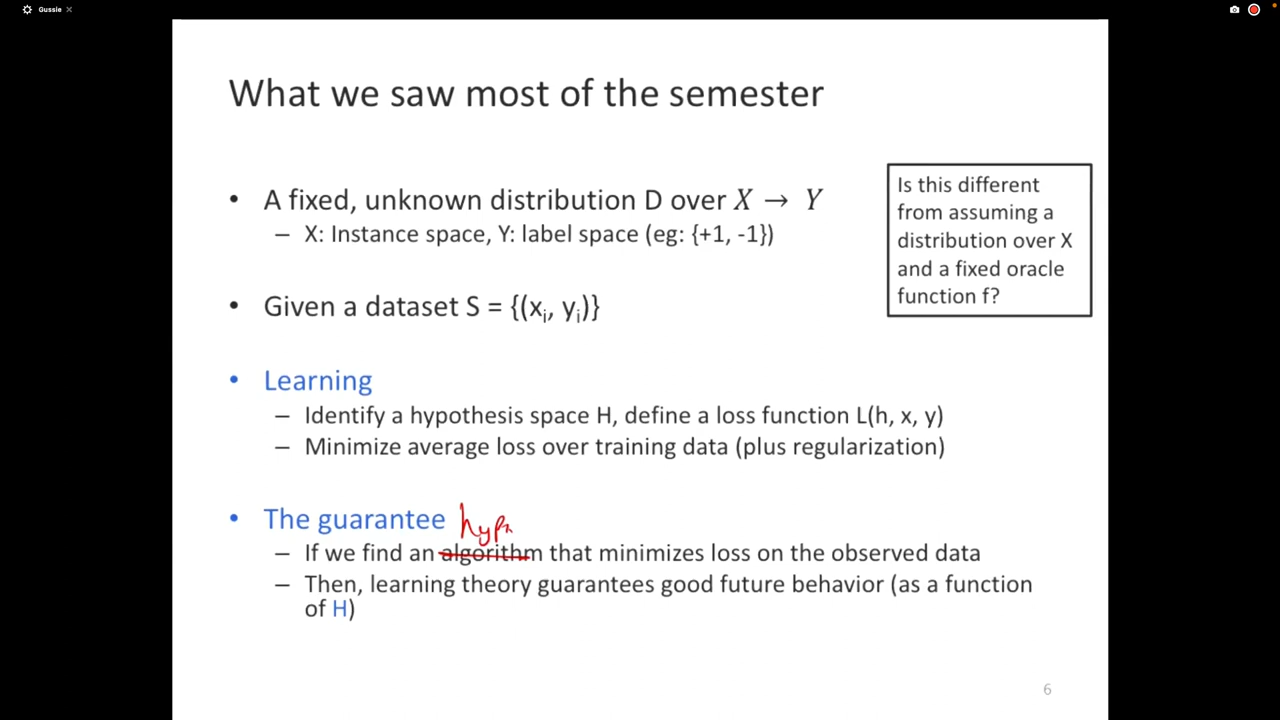 Gussie
What we saw most of the semester
• A fixed, unknown distribution D over X → Y
– X: Instance space, Y: label space (eg: {+1, -1})
Is this different
from assuming a
distribution over X
and a fixed oracle
function f?
• Given a dataset S = {(xᵢ, yᵢ)}
• Learning
– Identify a hypothesis space H, define a loss function L(h, x, y)
– Minimize average loss over training data (plus regularization)
• The guarantee
hyp
– If we find an algorithm that minimizes loss on the observed data
– Then, learning theory guarantees good future behavior (as a function
of H)
6